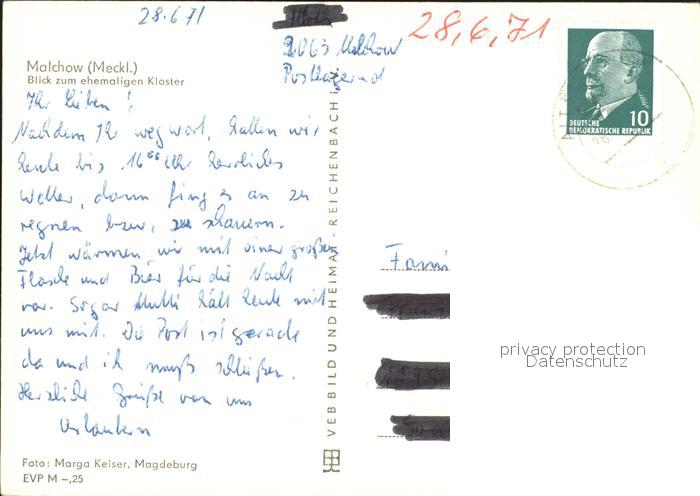 28.6.71
28,6,71
2063 Malchow
Postlagernd
Malchow (Meckl.)
Blick zum ehemaligen Kloster
Ihr Lieben!
Nachdem Ihr weg wart, hatten wir
heute bis 16⁰⁰ Uhr herrliches
Wetter, dann fing es an zu
regnen bzw. zu schauern.
Jetzt wärmen wir mit einer großen
Flasche und Bier für die Nacht
vor. Sogar Mutti hält heute mit
uns mit. Die Post ist gerade
da und ich muß schließen.
Herzliche Grüße von uns
Urlaubern
Foto: Marga Keiser, Magdeburg
EVP M –,25
VEB BILD UND HEIMAT REICHENBACH i. V.
10
DEUTSCHE
DEMOKRATISCHE REPUBLIK
Fami
privacy protection
Datenschutz